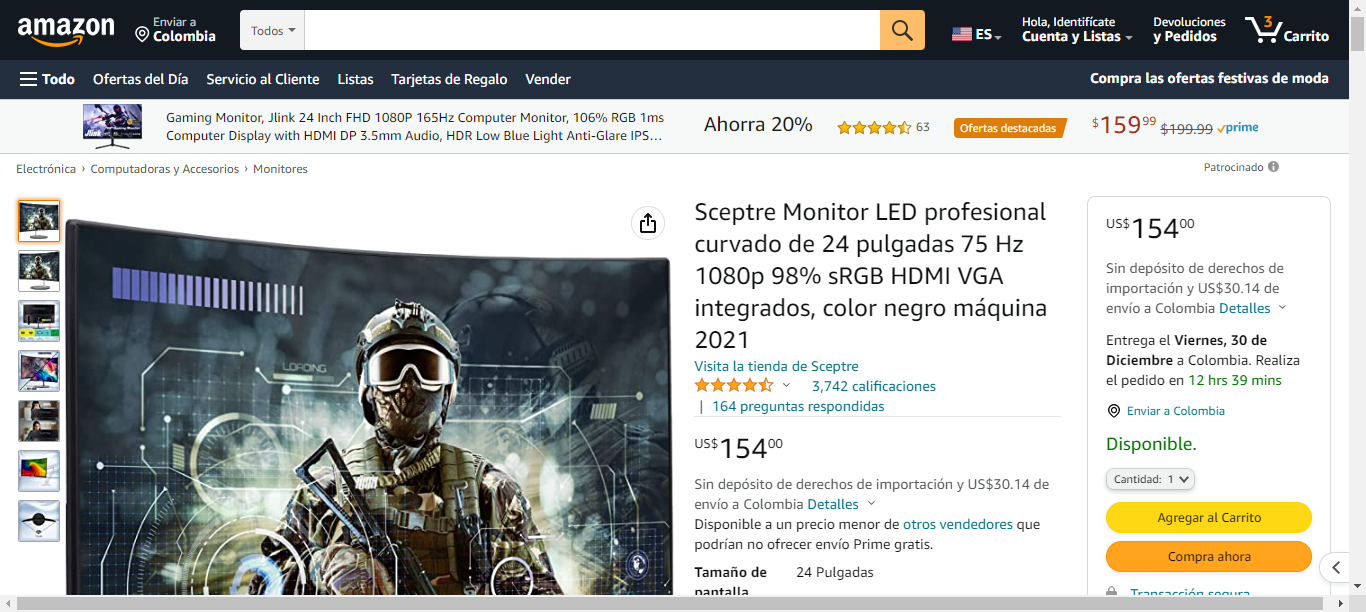 amazon
Enviar a
Colombia
Todos
ES
Hola, Identifícate
Cuenta y Listas
Devoluciones
y Pedidos
3
Carrito
Todo
Ofertas del Día
Servicio al Cliente
Listas
Tarjetas de Regalo
Vender
Compra las ofertas festivas de moda
Jlink
Gaming Monitor, Jlink 24 Inch FHD 1080P 165Hz Computer Monitor, 106% RGB 1ms
Computer Display with HDMI DP 3.5mm Audio, HDR Low Blue Light Anti-Glare IPS…
Ahorra 20%
63
Ofertas destacadas
$15999 $199.99 prime
Electrónica › Computadoras y Accesorios › Monitores
Patrocinado
LOADING
Sceptre Monitor LED profesional
curvado de 24 pulgadas 75 Hz
1080p 98% sRGB HDMI VGA
integrados, color negro máquina
2021
Visita la tienda de Sceptre
3,742 calificaciones
| 164 preguntas respondidas
US$15400
Sin depósito de derechos de importación y US$30.14 de
envío a Colombia Detalles
Disponible a un precio menor de otros vendedores que
podrían no ofrecer envío Prime gratis.
Tamaño de
pantalla
24 Pulgadas
US$15400
Sin depósito de derechos de
importación y US$30.14 de
envío a Colombia Detalles
Entrega el Viernes, 30 de
Diciembre a Colombia. Realiza
el pedido en 12 hrs 39 mins
Enviar a Colombia
Disponible.
Cantidad: 1
Agregar al Carrito
Compra ahora
Transacción segura